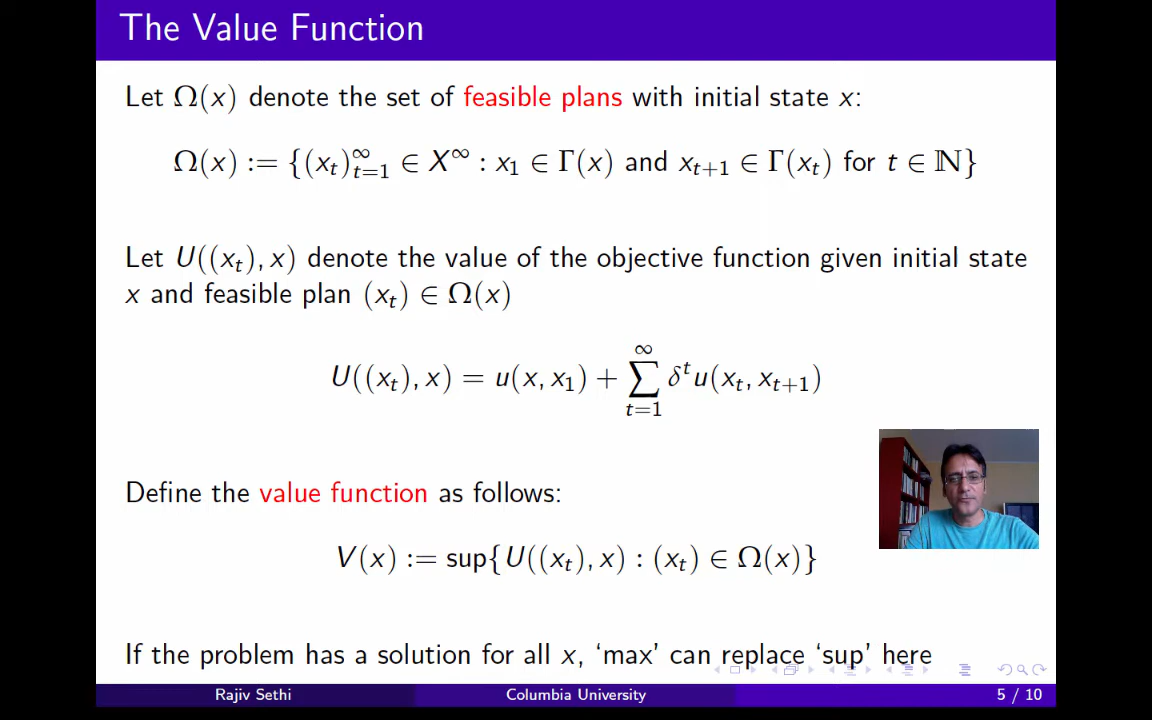 The Value Function
Let Ω(x) denote the set of feasible plans with initial state x:
Ω(x) := {(x_t)_{t=1}^∞ ∈ X^∞ : x_1 ∈ Γ(x) and x_{t+1} ∈ Γ(x_t) for t ∈ ℕ}
Let U((x_t), x) denote the value of the objective function given initial state
x and feasible plan (x_t) ∈ Ω(x)
U((x_t), x) = u(x, x_1) + ∑_{t=1}^∞ δ^t u(x_t, x_{t+1})
Define the value function as follows:
V(x) := sup{U((x_t), x) : (x_t) ∈ Ω(x)}
If the problem has a solution for all x, ‘max’ can replace ‘sup’ here
Rajiv Sethi Columbia University 5 / 10